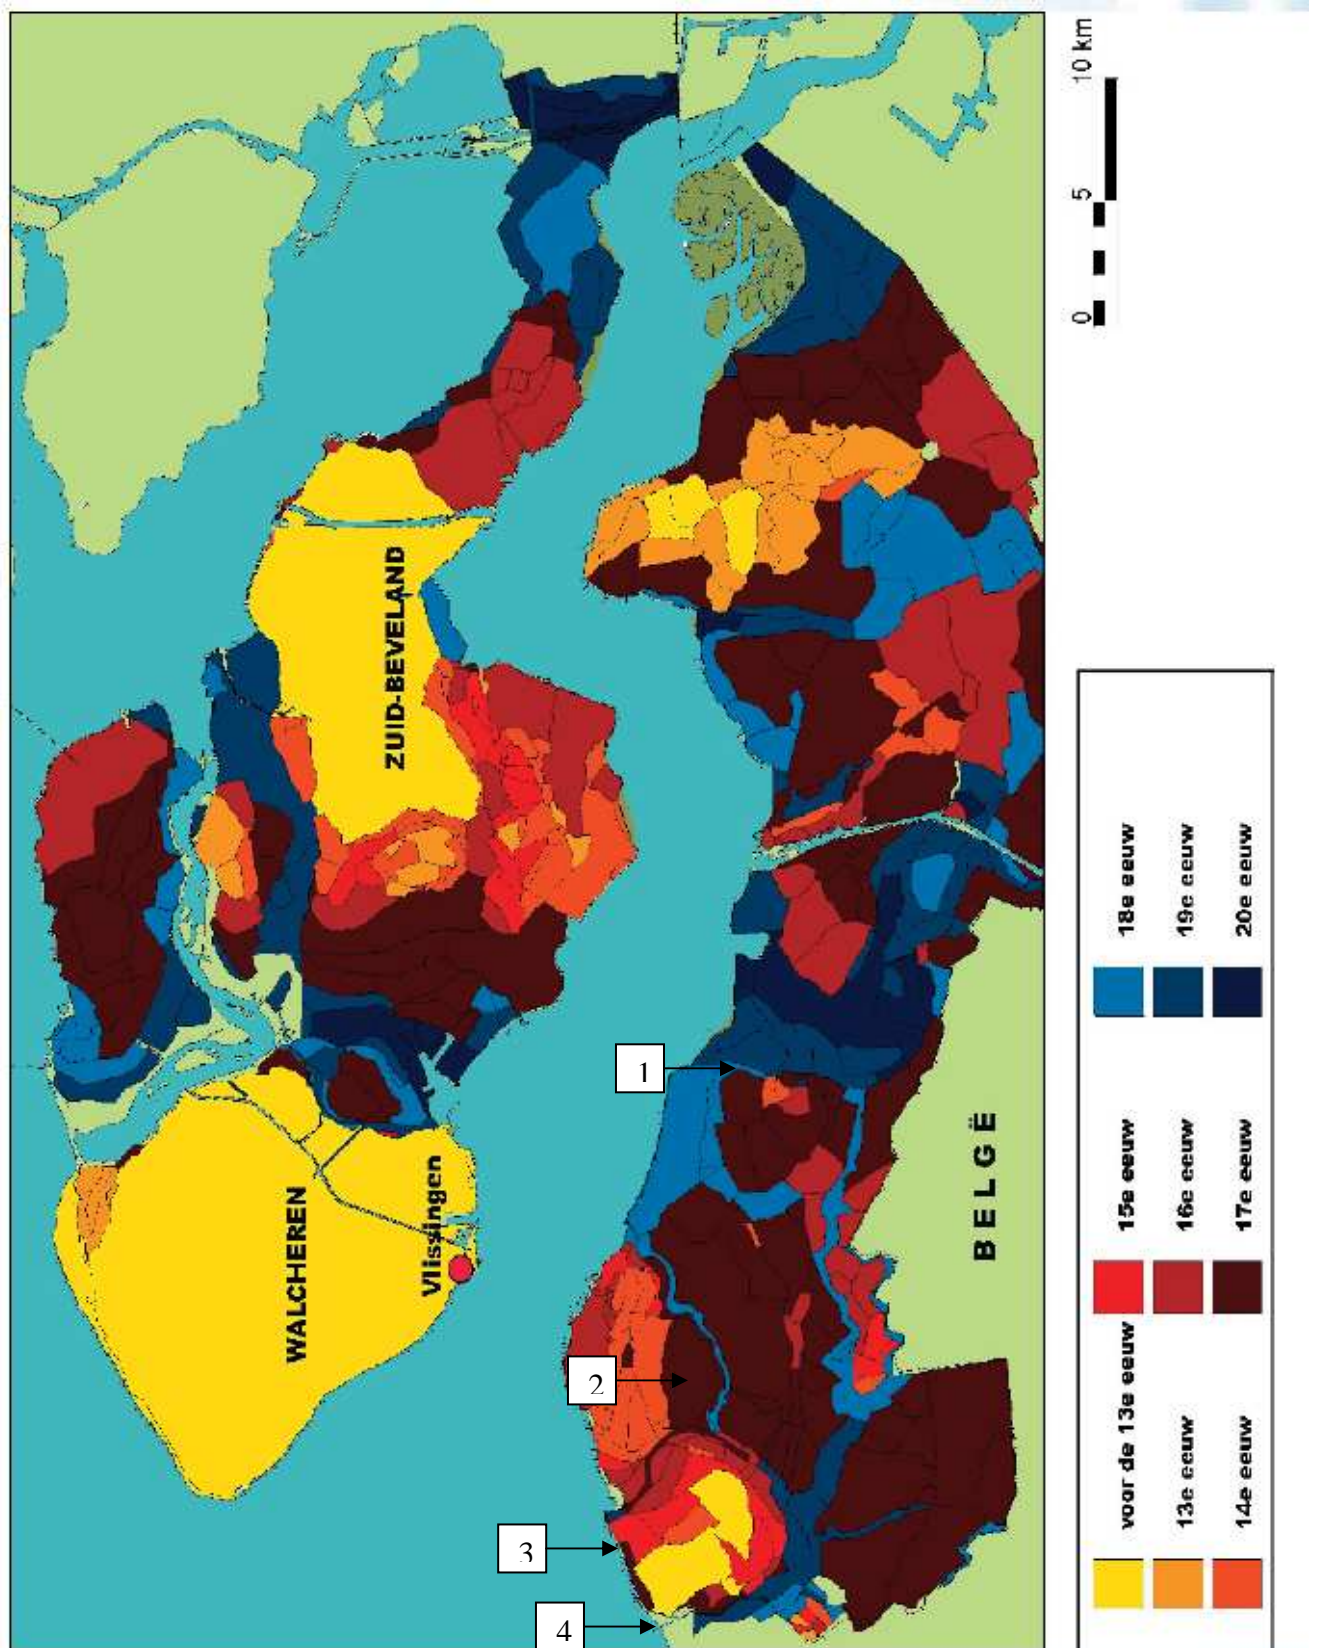 WALCHEREN
Vlissingen
ZUID-BEVELAND
BELGË
1
2
3
4
0 5 10 km
voor de 13e eeuw
13e eeuw
14e eeuw
15e eeuw
16e eeuw
17e eeuw
18e eeuw
19e eeuw
20e eeuw